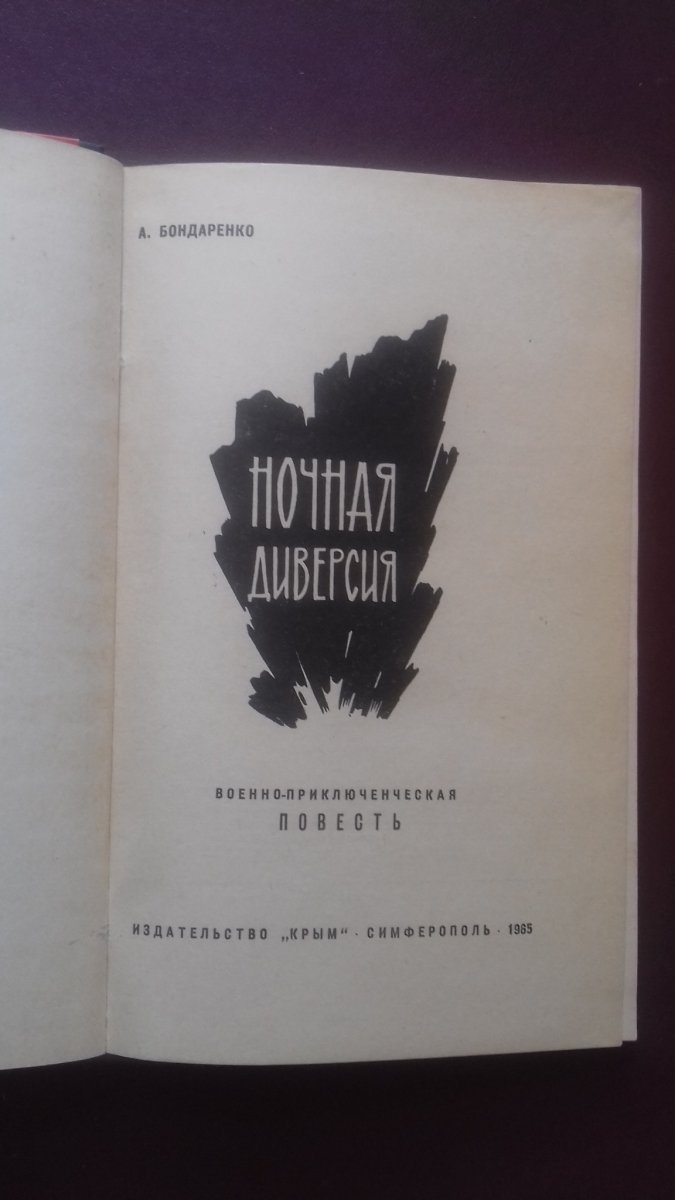 А. БОНДАРЕНКО
НОЧНАЯ
ДИВЕРСИЯ
ВОЕННО-ПРИКЛЮЧЕНЧЕСКАЯ
ПОВЕСТЬ
ИЗДАТЕЛЬСТВО „КРЫМ“ · СИМФЕРОПОЛЬ · 1965